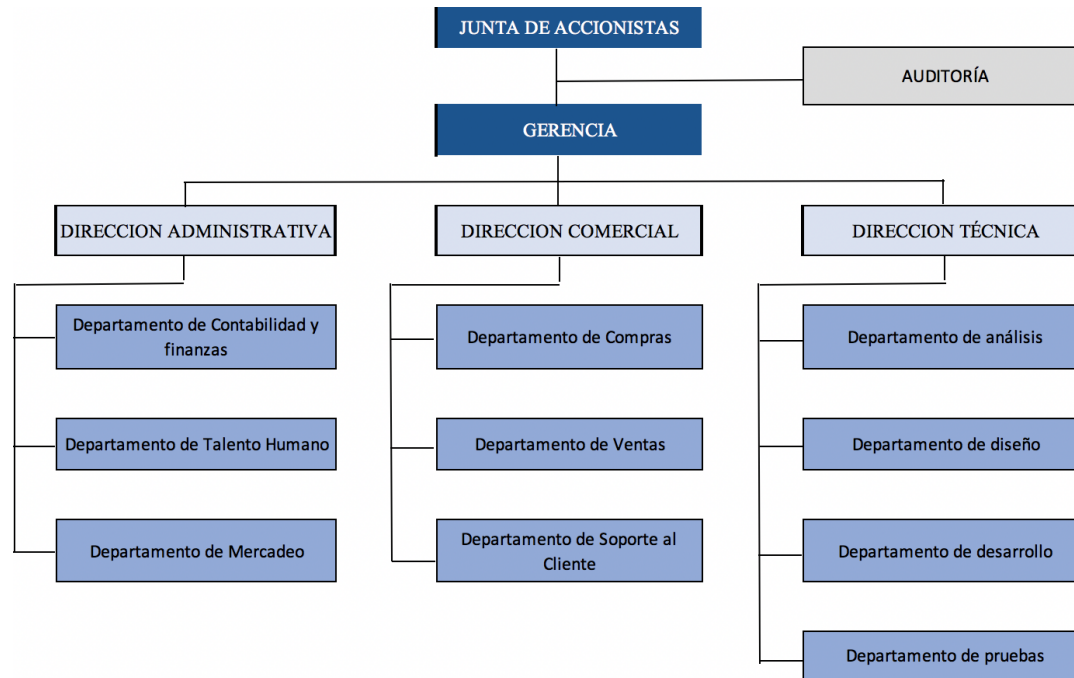 JUNTA DE ACCIONISTAS
AUDITORÍA
GERENCIA
DIRECCION ADMINISTRATIVA
DIRECCION COMERCIAL
DIRECCION TÉCNICA
Departamento de Contabilidad y
finanzas
Departamento de Compras
Departamento de análisis
Departamento de Talento Humano
Departamento de Ventas
Departamento de diseño
Departamento de Mercadeo
Departamento de Soporte al
Cliente
Departamento de desarrollo
Departamento de pruebas